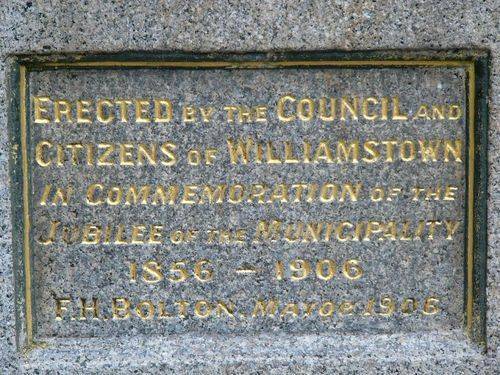 ERECTED BY THE COUNCIL AND
CITIZENS OF WILLIAMSTOWN
IN COMMEMORATION OF THE
JUBILEE OF THE MUNICIPALITY
1856 - 1906
F.H. BOLTON, MAYOR 1906